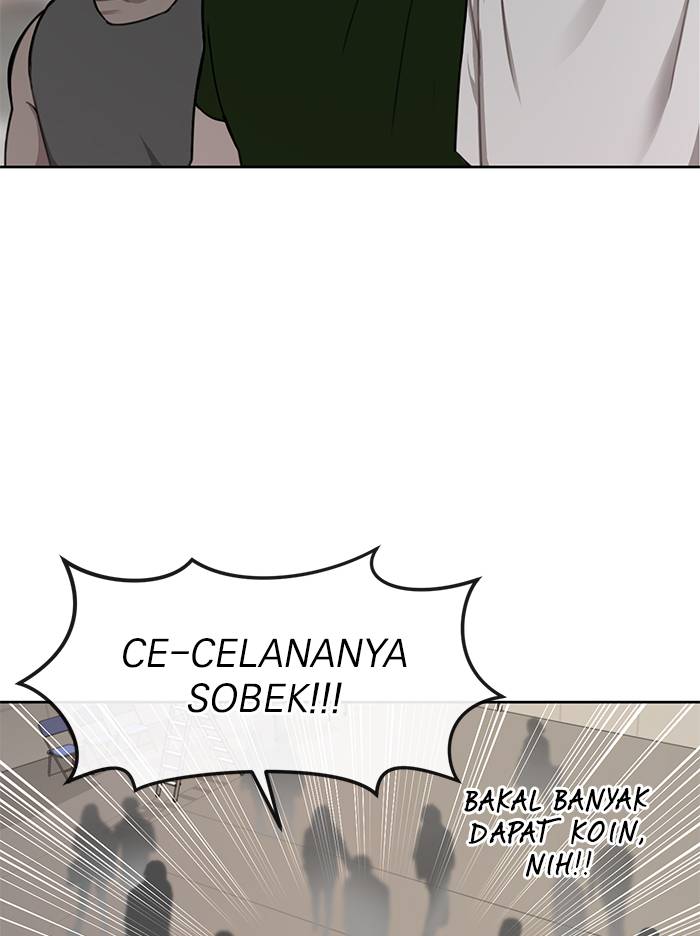 CE-CELANANYA
SOBEK!!!
BAKAL BANYAK
DAPAT KOIN,
NIH!!